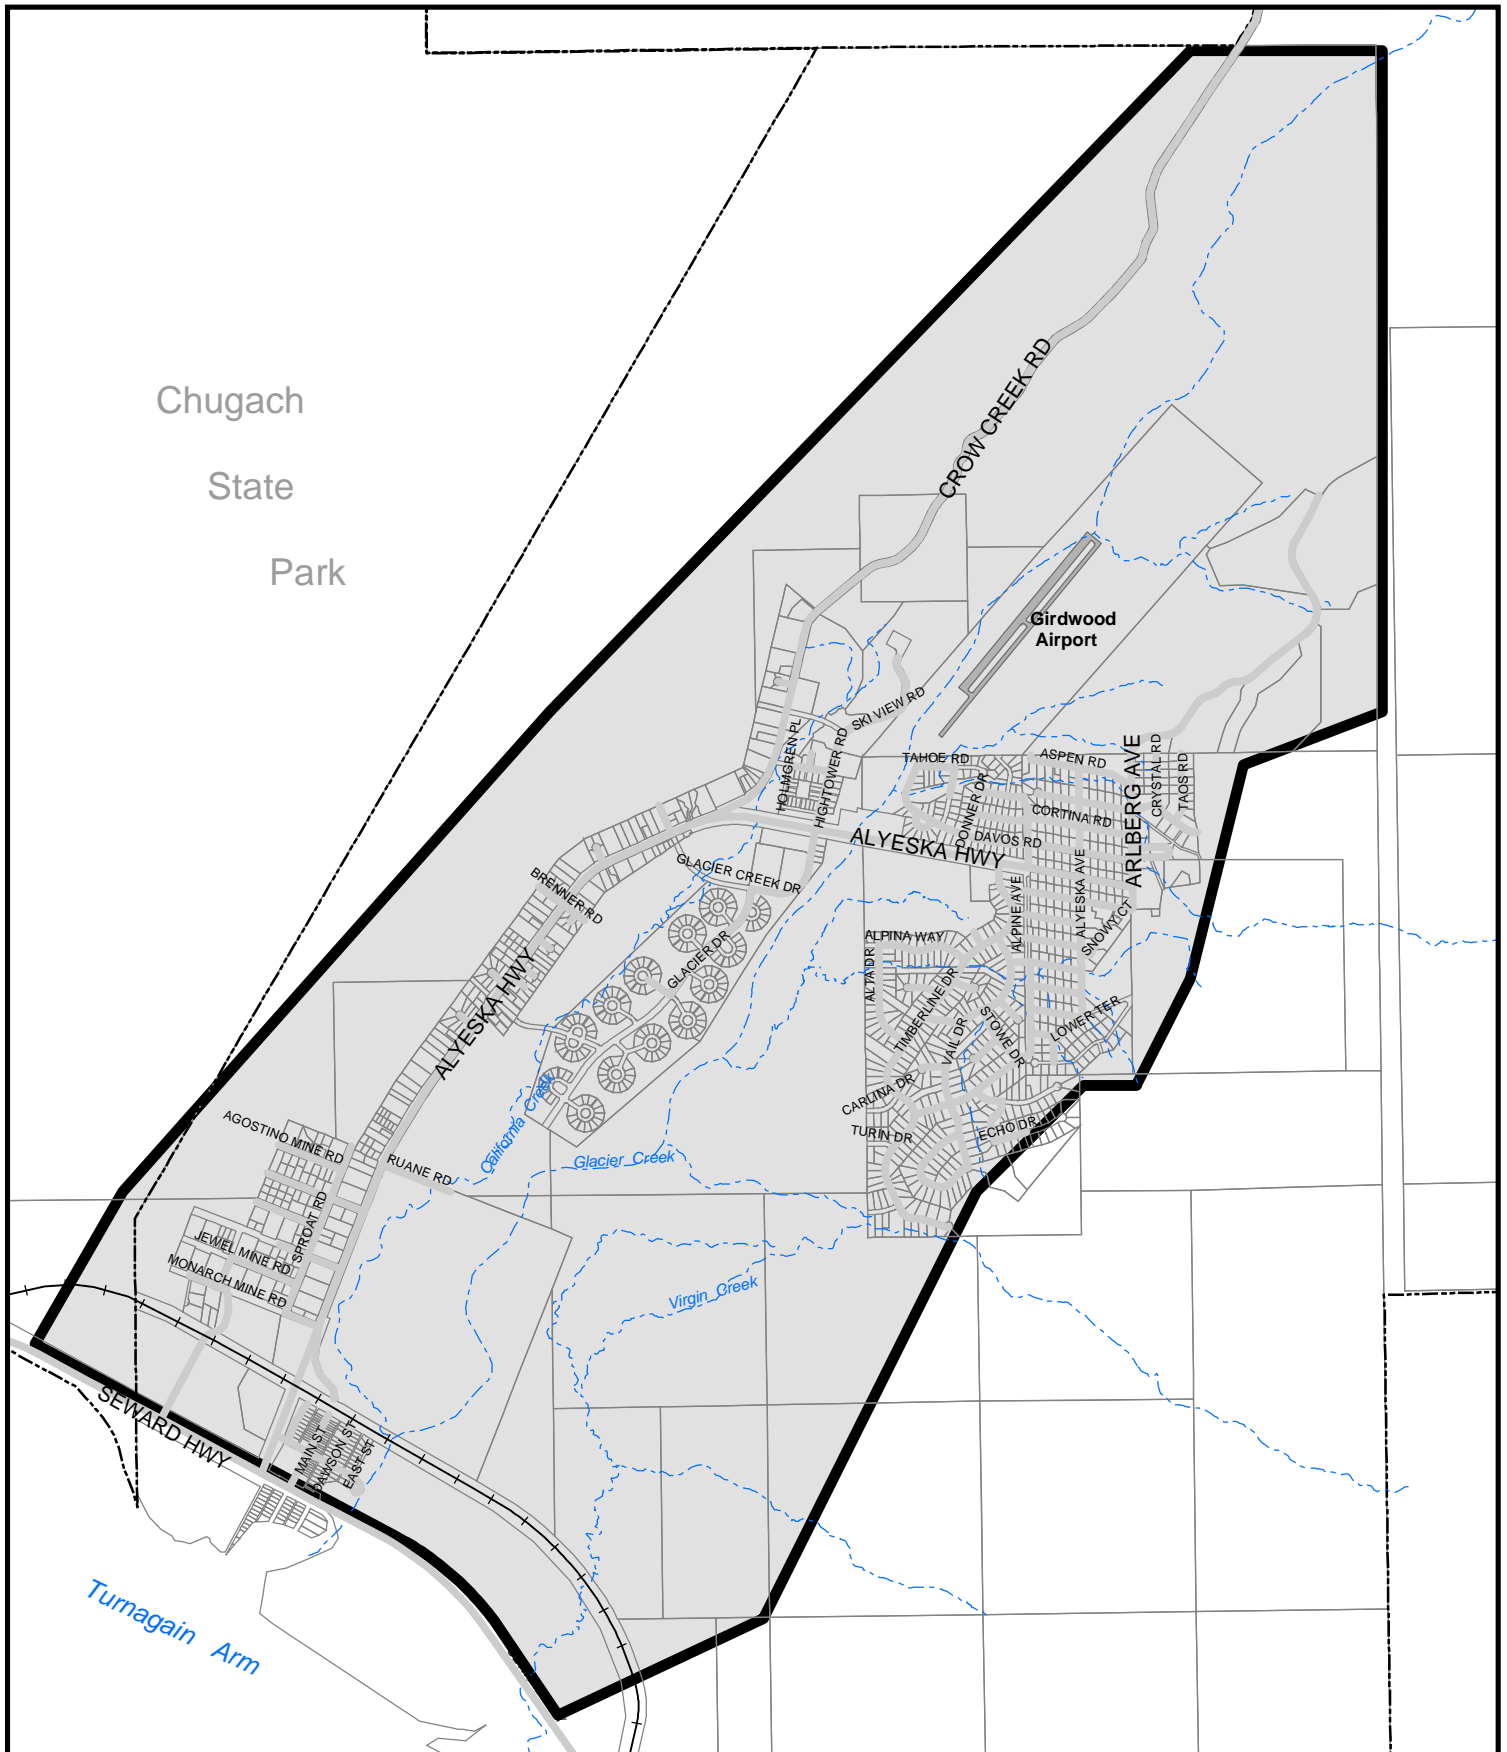 Chugach
State
Park
CROW CREEK RD
Girdwood
Airport
SKI VIEW RD
HOLMGREN PL
HIGHTOWER RD
TAHOE RD
ASPEN RD
ARLBERG AVE
CRYSTAL RD
TAOS RD
DONNER DR
CORTINA RD
DAVOS RD
ALYESKA HWY
GLACIER CREEK DR
BRENNER RD
ALPINE AVE
ALYESKA AVE
SNOWY CT
GLACIER DR
ALPINA WAY
ALTA DR
TIMBERLINE DR
VAIL DR
STOWE DR
LOWER TER
ALYESKA HWY
CARLINA DR
TURIN DR
ECHO DR
California Creek
Glacier Creek
AGOSTINO MINE RD
RUANE RD
SPROAT RD
JEWEL MINE RD
MONARCH MINE RD
Virgin Creek
SEWARD HWY
MAIN ST
DAWSON ST
EAST ST
Turnagain Arm